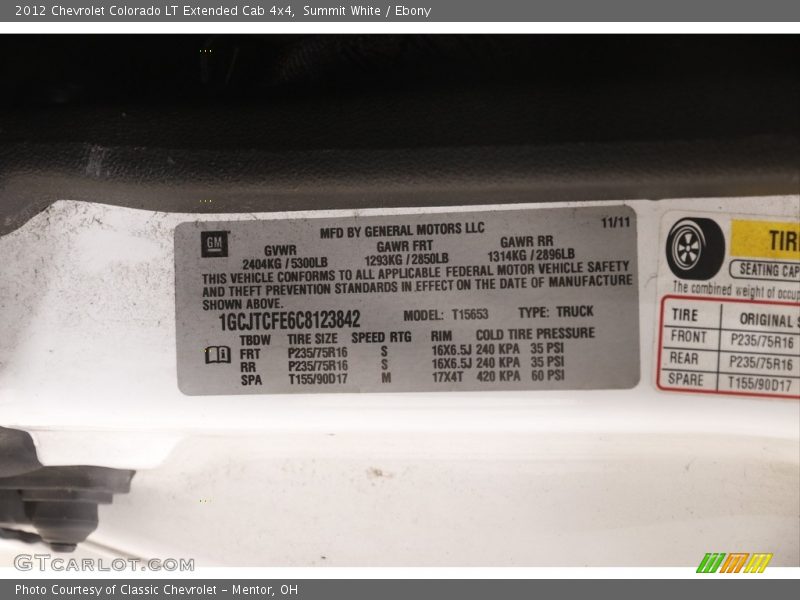 2012 Chevrolet Colorado LT Extended Cab 4x4, Summit White / Ebony
GM
MFD BY GENERAL MOTORS LLC 11/11
GVWR GAWR FRT GAWR RR
2404KG / 5300LB 1293KG / 2850LB 1314KG / 2896LB
THIS VEHICLE CONFORMS TO ALL APPLICABLE FEDERAL MOTOR VEHICLE SAFETY
AND THEFT PREVENTION STANDARDS IN EFFECT ON THE DATE OF MANUFACTURE
SHOWN ABOVE.
1GCJTCFE6C8123842 MODEL: T15653 TYPE: TRUCK
TBDW TIRE SIZE SPEED RTG RIM COLD TIRE PRESSURE
FRT P235/75R16 S 16X6.5J 240 KPA 35 PSI
RR P235/75R16 S 16X6.5J 240 KPA 35 PSI
SPA T155/90D17 M 17X4T 420 KPA 60 PSI
TIRE
SEATING CAP
The combined weight of occup
TIRE ORIGINAL S
FRONT P235/75R16
REAR P235/75R16
SPARE T155/90D17
GTcarlot.com
Photo Courtesy of Classic Chevrolet - Mentor, OH